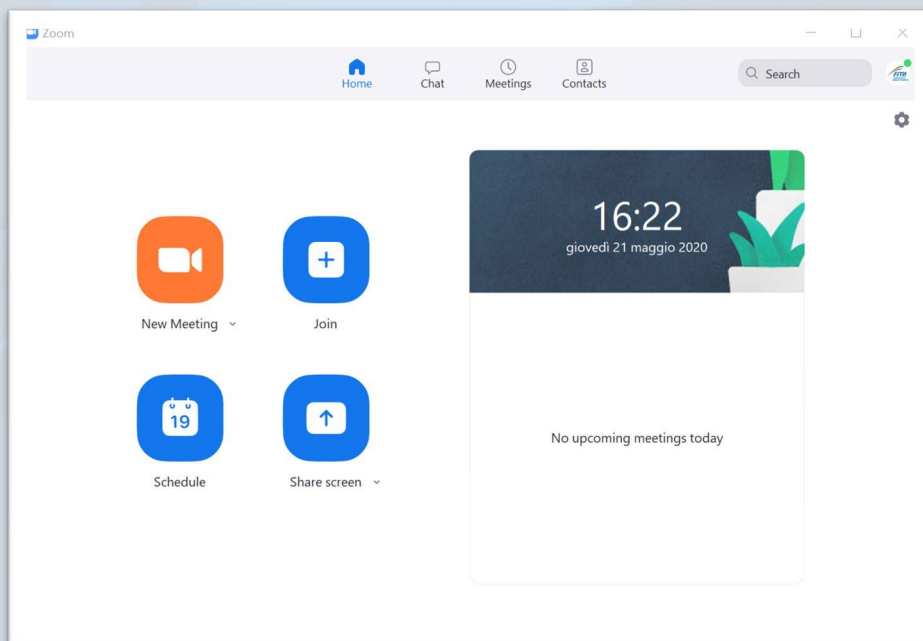 Zoom
Home
Chat
Meetings
Contacts
Search
FITRI
16:22
giovedì 21 maggio 2020
New Meeting
Join
19
Schedule
Share screen
No upcoming meetings today